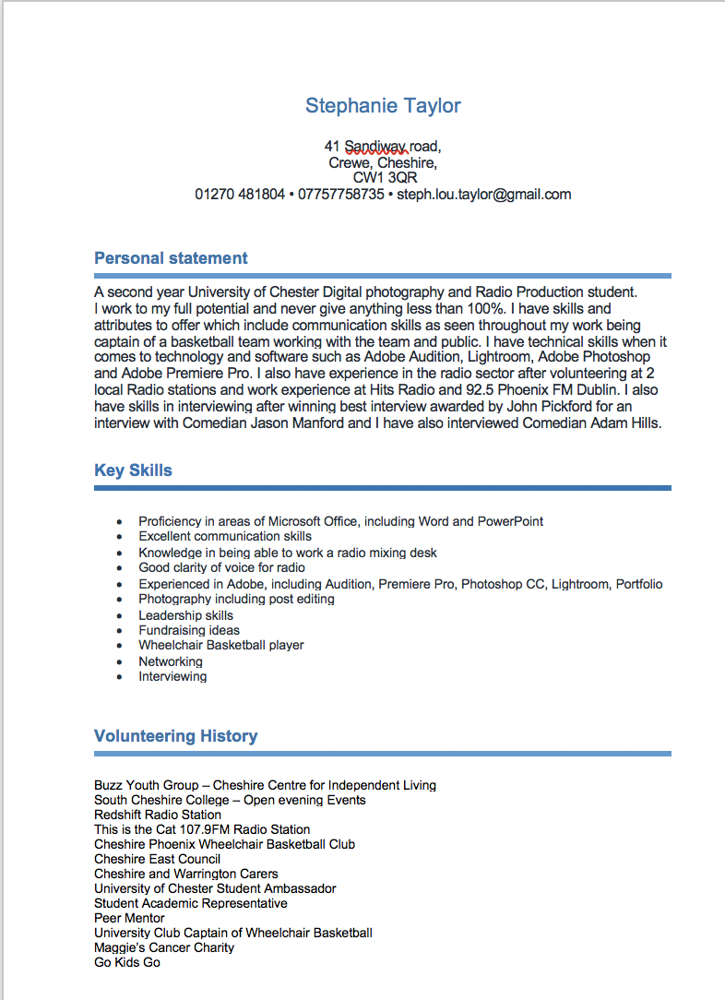 Stephanie Taylor
41 Sandiway road,
Crewe, Cheshire,
CW1 3QR
01270 481804 • 07757758735 • steph.lou.taylor@gmail.com
Personal statement
A second year University of Chester Digital photography and Radio Production student.
I work to my full potential and never give anything less than 100%. I have skills and
attributes to offer which include communication skills as seen throughout my work being
captain of a basketball team working with the team and public. I have technical skills when it
comes to technology and software such as Adobe Audition, Lightroom, Adobe Photoshop
and Adobe Premiere Pro. I also have experience in the radio sector after volunteering at 2
local Radio stations and work experience at Hits Radio and 92.5 Phoenix FM Dublin. I also
have skills in interviewing after winning best interview awarded by John Pickford for an
interview with Comedian Jason Manford and I have also interviewed Comedian Adam Hills.
Key Skills
• Proficiency in areas of Microsoft Office, including Word and PowerPoint
• Excellent communication skills
• Knowledge in being able to work a radio mixing desk
• Good clarity of voice for radio
• Experienced in Adobe, including Audition, Premiere Pro, Photoshop CC, Lightroom, Portfolio
• Photography including post editing
• Leadership skills
• Fundraising ideas
• Wheelchair Basketball player
• Networking
• Interviewing
Volunteering History
Buzz Youth Group – Cheshire Centre for Independent Living
South Cheshire College – Open evening Events
Redshift Radio Station
This is the Cat 107.9FM Radio Station
Cheshire Phoenix Wheelchair Basketball Club
Cheshire East Council
Cheshire and Warrington Carers
University of Chester Student Ambassador
Student Academic Representative
Peer Mentor
University Club Captain of Wheelchair Basketball
Maggie's Cancer Charity
Go Kids Go